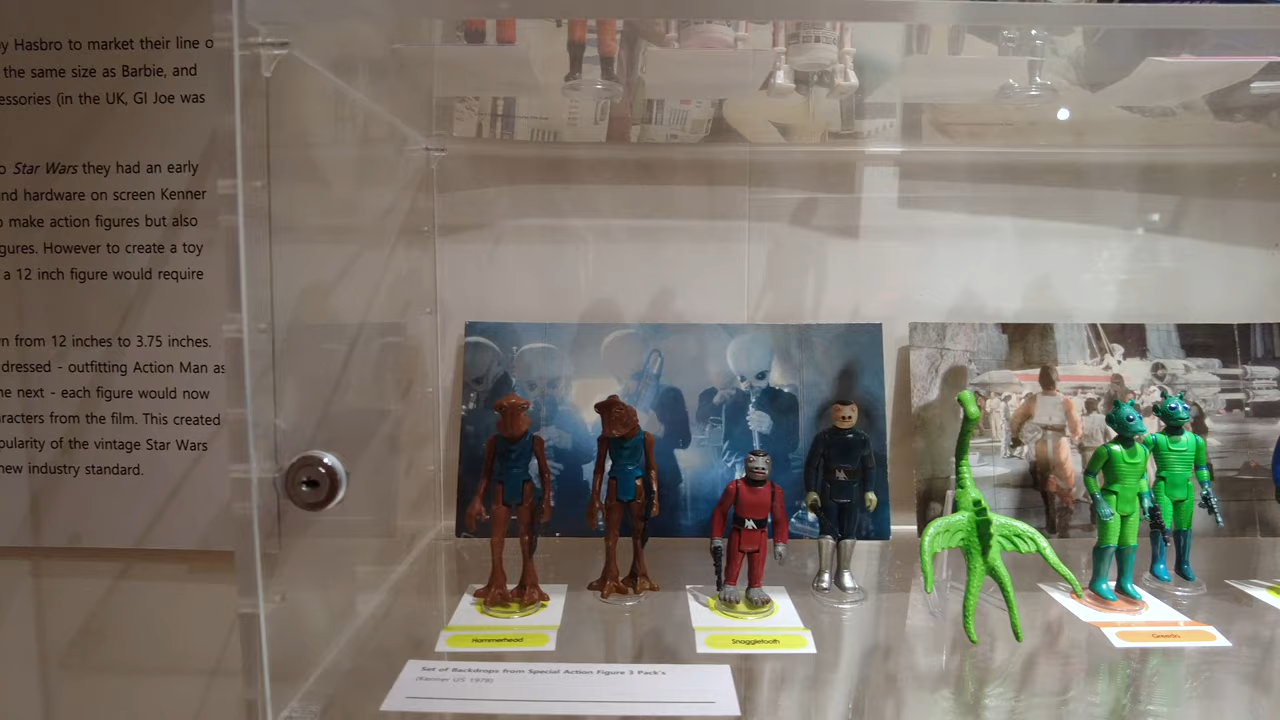 y Hasbro to market their line o
the same size as Barbie, and
essories (in the UK, GI Joe was
o Star Wars they had an early
nd hardware on screen Kenner
o make action figures but also
gures. However to create a toy
a 12 inch figure would require
n from 12 inches to 3.75 inches.
dressed - outfitting Action Man as
ne next - each figure would now
aracters from the film. This created
pularity of the vintage Star Wars
new industry standard.
Hammerhead
Snaggletooth
Greedo
Set of Backdrops from Special Action Figure 3 Pack's
(Kenner US 1978)